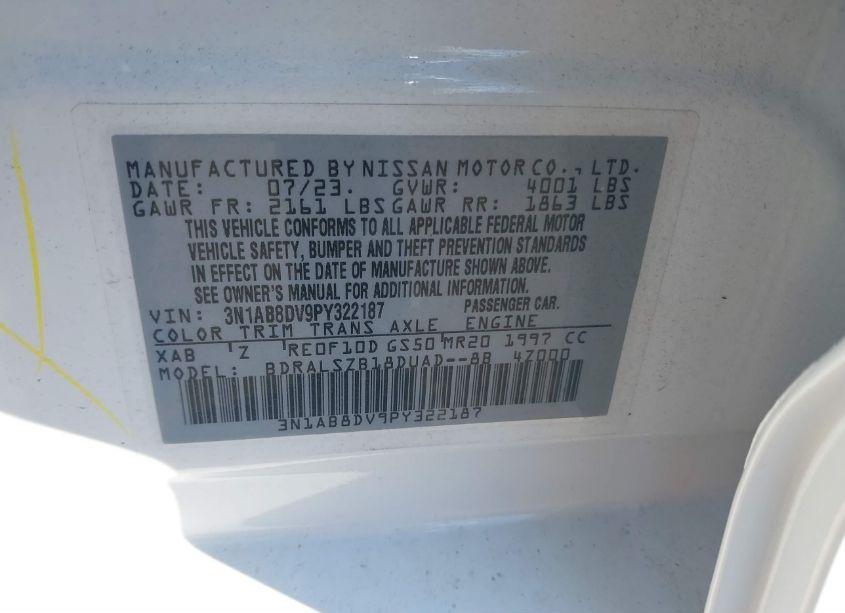 MANUFACTURED BY NISSAN MOTOR CO., LTD.
DATE: 07/23. GVWR: 4001 LBS
GAWR FR: 2161 LBS GAWR RR: 1863 LBS
THIS VEHICLE CONFORMS TO ALL APPLICABLE FEDERAL MOTOR
VEHICLE SAFETY, BUMPER AND THEFT PREVENTION STANDARDS
IN EFFECT ON THE DATE OF MANUFACTURE SHOWN ABOVE.
SEE OWNER'S MANUAL FOR ADDITIONAL INFORMATION.
VIN: 3N1AB8DV9PY322187 PASSENGER CAR.
COLOR TRIM TRANS AXLE ENGINE
XAB Z RE0F10D GS50 MR20 1997 CC
MODEL: BDRALSZB18DUAD--8B 4Z000
3N1AB8DV9PY322187